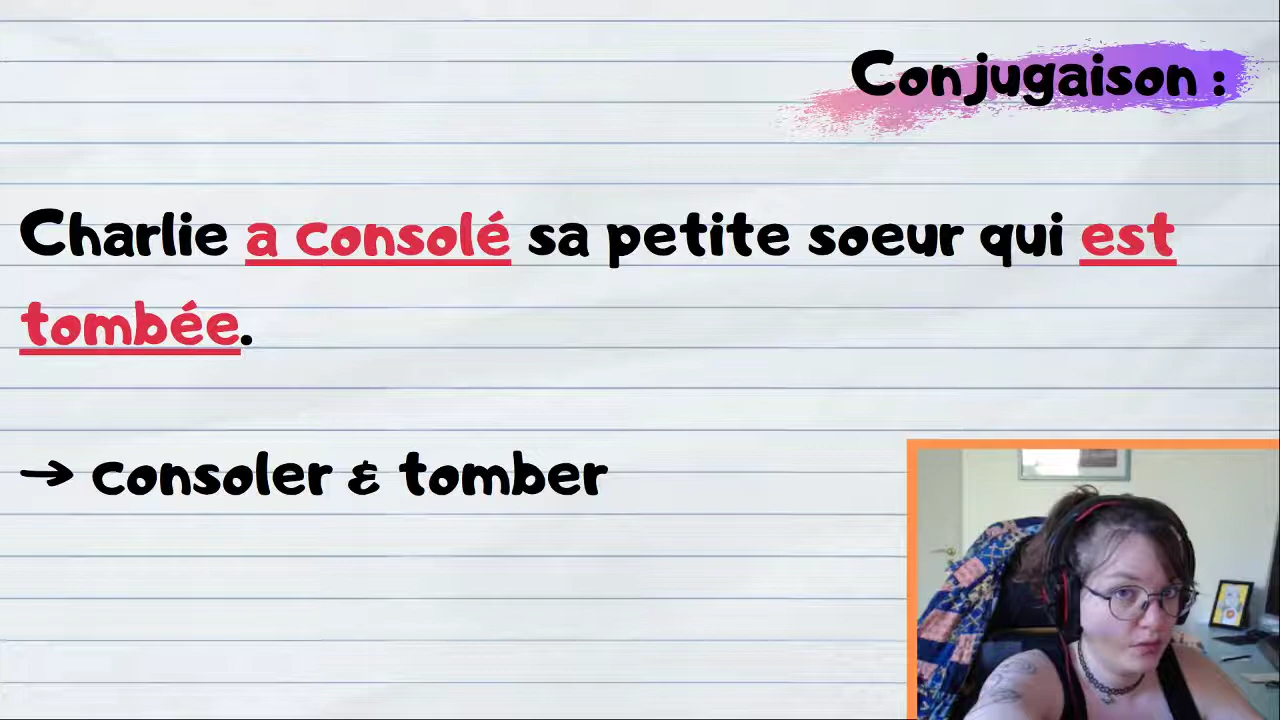 Conjugaison :
Charlie a consolé sa petite soeur qui est
tombée.
→ consoler & tomber